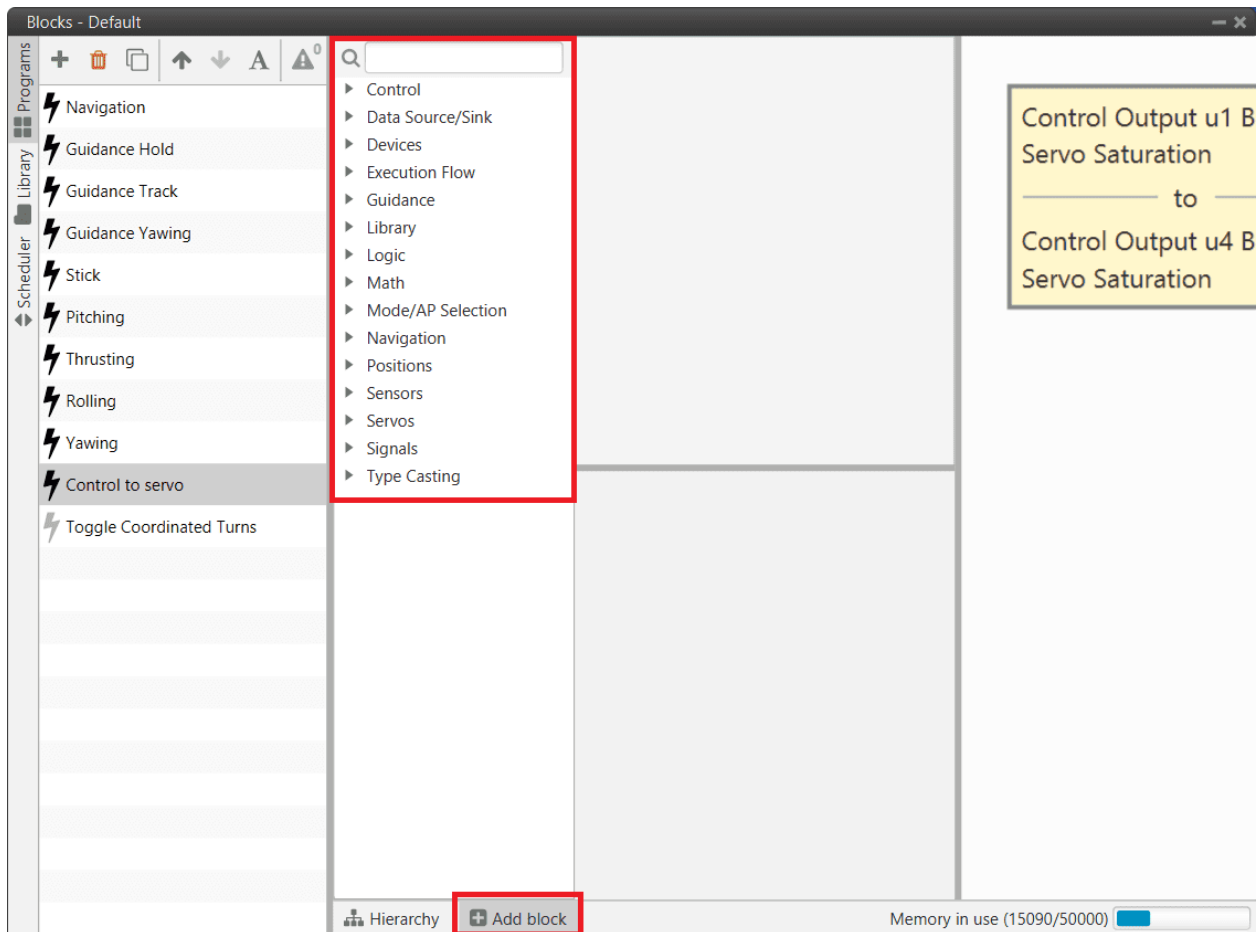 Blocks - Default
Programs
Library
Scheduler
A
0
Navigation
Guidance Hold
Guidance Track
Guidance Yawing
Stick
Pitching
Thrusting
Rolling
Yawing
Control to servo
Toggle Coordinated Turns
Control
Data Source/Sink
Devices
Execution Flow
Guidance
Library
Logic
Math
Mode/AP Selection
Navigation
Positions
Sensors
Servos
Signals
Type Casting
Control Output u1 B
Servo Saturation
to
Control Output u4 B
Servo Saturation
Hierarchy
Add block
Memory in use (15090/50000)